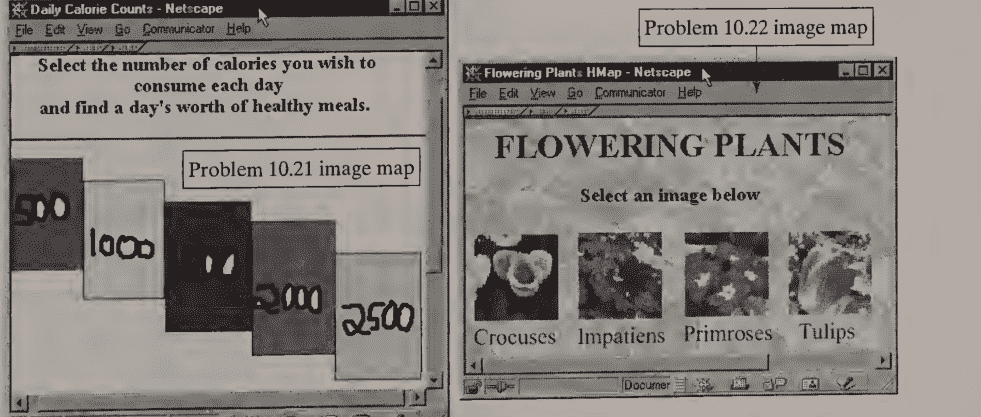 Daily Calorie Counts - Netscape
File Edit View Go Communicator Help
Select the number of calories you wish to
consume each day
and find a day's worth of healthy meals.
Problem 10.21 image map
500
1000
2000
2500
Problem 10.22 image map
Flowering Plants HMap - Netscape
File Edit View Go Communicator Help
FLOWERING PLANTS
Select an image below
Crocuses Impatiens Primroses Tulips
Documer